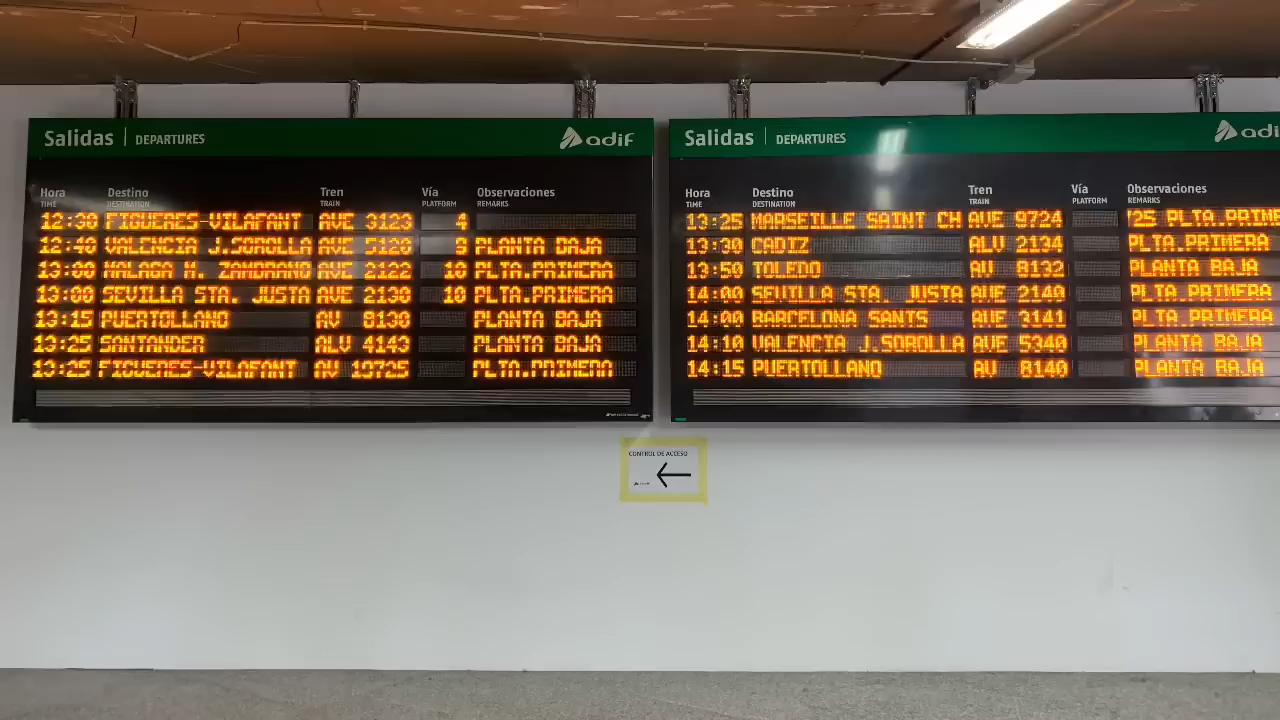 Salidas DEPARTURES adif
Hora Destino Tren Vía Observaciones
TIME DESTINATION TRAIN PLATFORM REMARKS
12:30 FIGUERES-VILAFANT AVE 3123 4
12:40 VALENCIA J.SOROLLA AVE 5120 9 PLANTA BAJA
13:00 MALAGA M. ZAMBRANO AVE 2122 10 PLTA.PRIMERA
13:00 SEVILLA STA. JUSTA AVE 2130 10 PLTA.PRIMERA
13:15 PUERTOLLANO AV 8130 PLANTA BAJA
13:25 SANTANDER ALV 4143 PLANTA BAJA
13:25 FIGUERES-VILAFANT AV 19725 PLTA.PRIMERA
Salidas DEPARTURES adif
Hora Destino Tren Vía Observaciones
TIME DESTINATION TRAIN PLATFORM REMARKS
13:25 MARSEILLE SAINT CH AVE 9724 '25 PLTA.PRIME
13:30 CADIZ ALV 2134 PLTA.PRIMERA
13:50 TOLEDO AV 8132 PLANTA BAJA
14:00 SEVILLA STA. JUSTA AVE 2140 PLTA.PRIMERA
14:00 BARCELONA SANTS AVE 3141 PLTA.PRIMERA
14:10 VALENCIA J.SOROLLA AVE 5340 PLANTA BAJA
14:15 PUERTOLLANO AV 8140 PLANTA BAJA
CONTROL DE ACCESO
adif